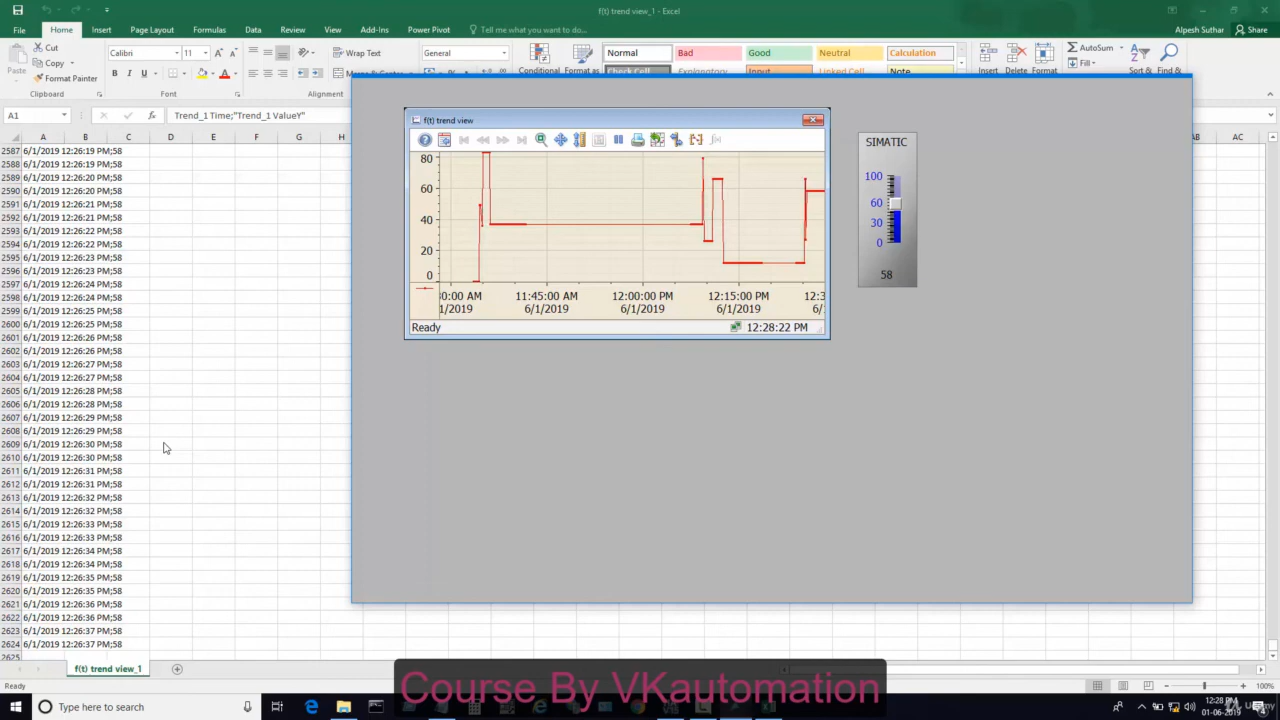 f(t) trend view_1 - Excel
File Home Insert Page Layout Formulas Data Review View Add-Ins Power Pivot Tell me what you want to do... Alpesh Suthar Share
Cut
Copy
Format Painter
Paste
Clipboard
Calibri 11
B I U
Font
Wrap Text
Alignment
General
Conditional Format as
Normal Bad Good Neutral Calculation
Check Cell Explanatory Input Linked Cell Note
Insert Delete Format
AutoSum
Fill
Sort & Find &
A1 Trend_1 Time;"Trend_1 ValueY"
A B C D E F G H AB AC
6/1/2019 12:26:19 PM;58
2588 6/1/2019 12:26:19 PM;58
2589 6/1/2019 12:26:20 PM;58
2590 6/1/2019 12:26:20 PM;58
2591 6/1/2019 12:26:21 PM;58
2592 6/1/2019 12:26:21 PM;58
2593 6/1/2019 12:26:22 PM;58
2594 6/1/2019 12:26:22 PM;58
2595 6/1/2019 12:26:23 PM;58
2596 6/1/2019 12:26:23 PM;58
2597 6/1/2019 12:26:24 PM;58
2598 6/1/2019 12:26:24 PM;58
2599 6/1/2019 12:26:25 PM;58
2600 6/1/2019 12:26:25 PM;58
2601 6/1/2019 12:26:26 PM;58
2602 6/1/2019 12:26:26 PM;58
2603 6/1/2019 12:26:27 PM;58
2604 6/1/2019 12:26:27 PM;58
2605 6/1/2019 12:26:28 PM;58
2606 6/1/2019 12:26:28 PM;58
2607 6/1/2019 12:26:29 PM;58
2608 6/1/2019 12:26:29 PM;58
2609 6/1/2019 12:26:30 PM;58
2610 6/1/2019 12:26:30 PM;58
2611 6/1/2019 12:26:31 PM;58
2612 6/1/2019 12:26:31 PM;58
2613 6/1/2019 12:26:32 PM;58
2614 6/1/2019 12:26:32 PM;58
2615 6/1/2019 12:26:33 PM;58
2616 6/1/2019 12:26:33 PM;58
2617 6/1/2019 12:26:34 PM;58
2618 6/1/2019 12:26:34 PM;58
2619 6/1/2019 12:26:35 PM;58
2620 6/1/2019 12:26:35 PM;58
2621 6/1/2019 12:26:36 PM;58
2622 6/1/2019 12:26:36 PM;58
2623 6/1/2019 12:26:37 PM;58
2624 6/1/2019 12:26:37 PM;58
2625
f(t) trend view
80
60
40
20
0
:0:00 AM 11:45:00 AM 12:00:00 PM 12:15:00 PM 12:3
1/2019 6/1/2019 6/1/2019 6/1/2019 6/
Ready 12:28:22 PM
SIMATIC
100
60
30
0
58
f(t) trend view_1
Ready 100%
Course by VKautomation
Type here to search
12:28 PM
01-06-2019
Udemy